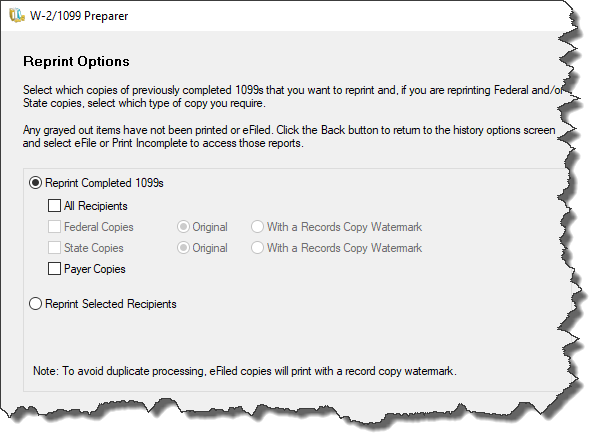 W-2/1099 Preparer
Reprint Options
Select which copies of previously completed 1099s that you want to reprint and, if you are reprinting Federal and/or
State copies, select which type of copy you require.
Any grayed out items have not been printed or eFiled. Click the Back button to return to the history options screen
and select eFile or Print Incomplete to access those reports.
Reprint Completed 1099s
All Recipients
Federal Copies Original With a Records Copy Watermark
State Copies Original With a Records Copy Watermark
Payer Copies
Reprint Selected Recipients
Note: To avoid duplicate processing, eFiled copies will print with a record copy watermark.